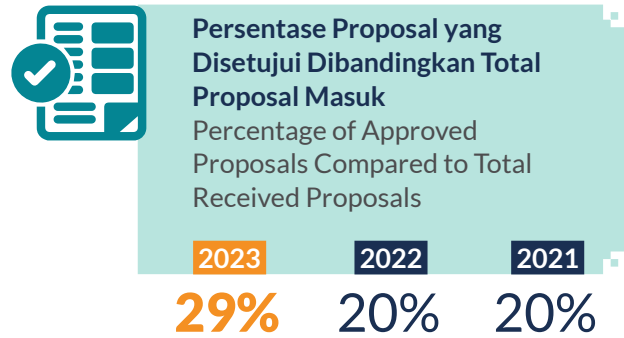 Persentase Proposal yang
Disetujui Dibandingkan Total
Proposal Masuk
Percentage of Approved
Proposals Compared to Total
Received Proposals
2023 2022 2021
29% 20% 20%